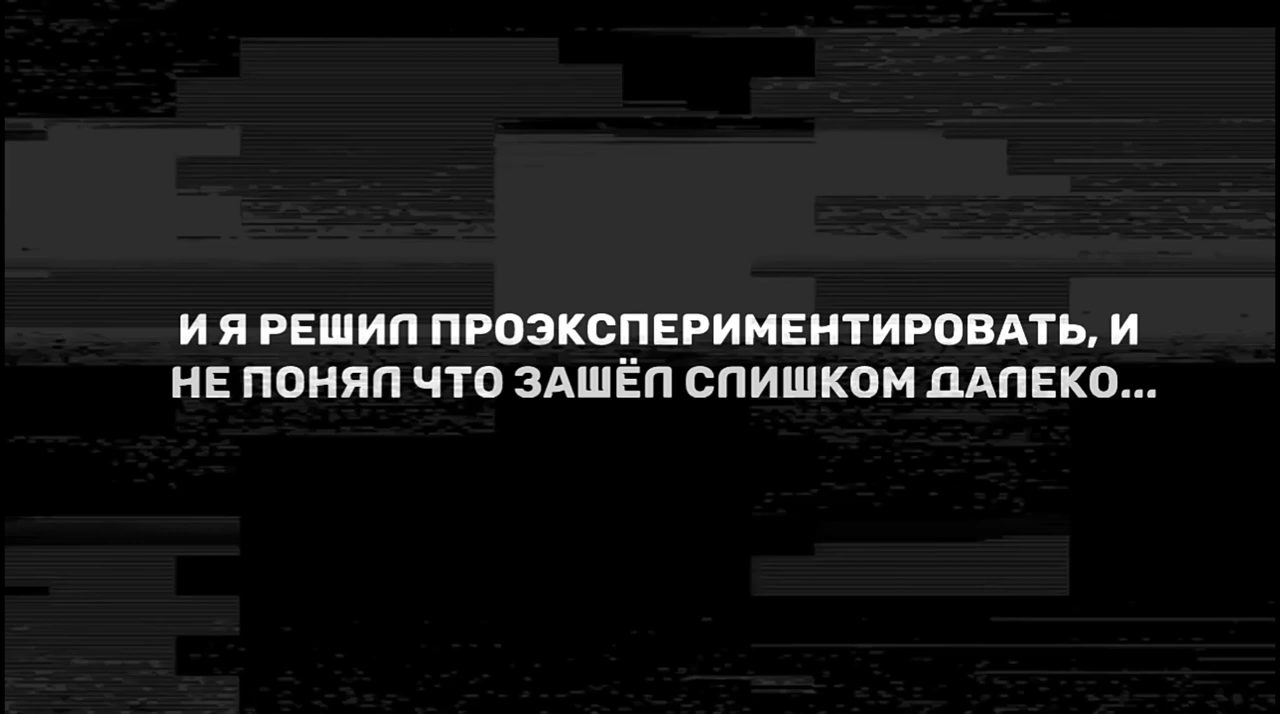 И Я РЕШИЛ ПРОЭКСПЕРИМЕНТИРОВАТЬ, И
НЕ ПОНЯЛ ЧТО ЗАШЁЛ СЛИШКОМ ДАЛЕКО...